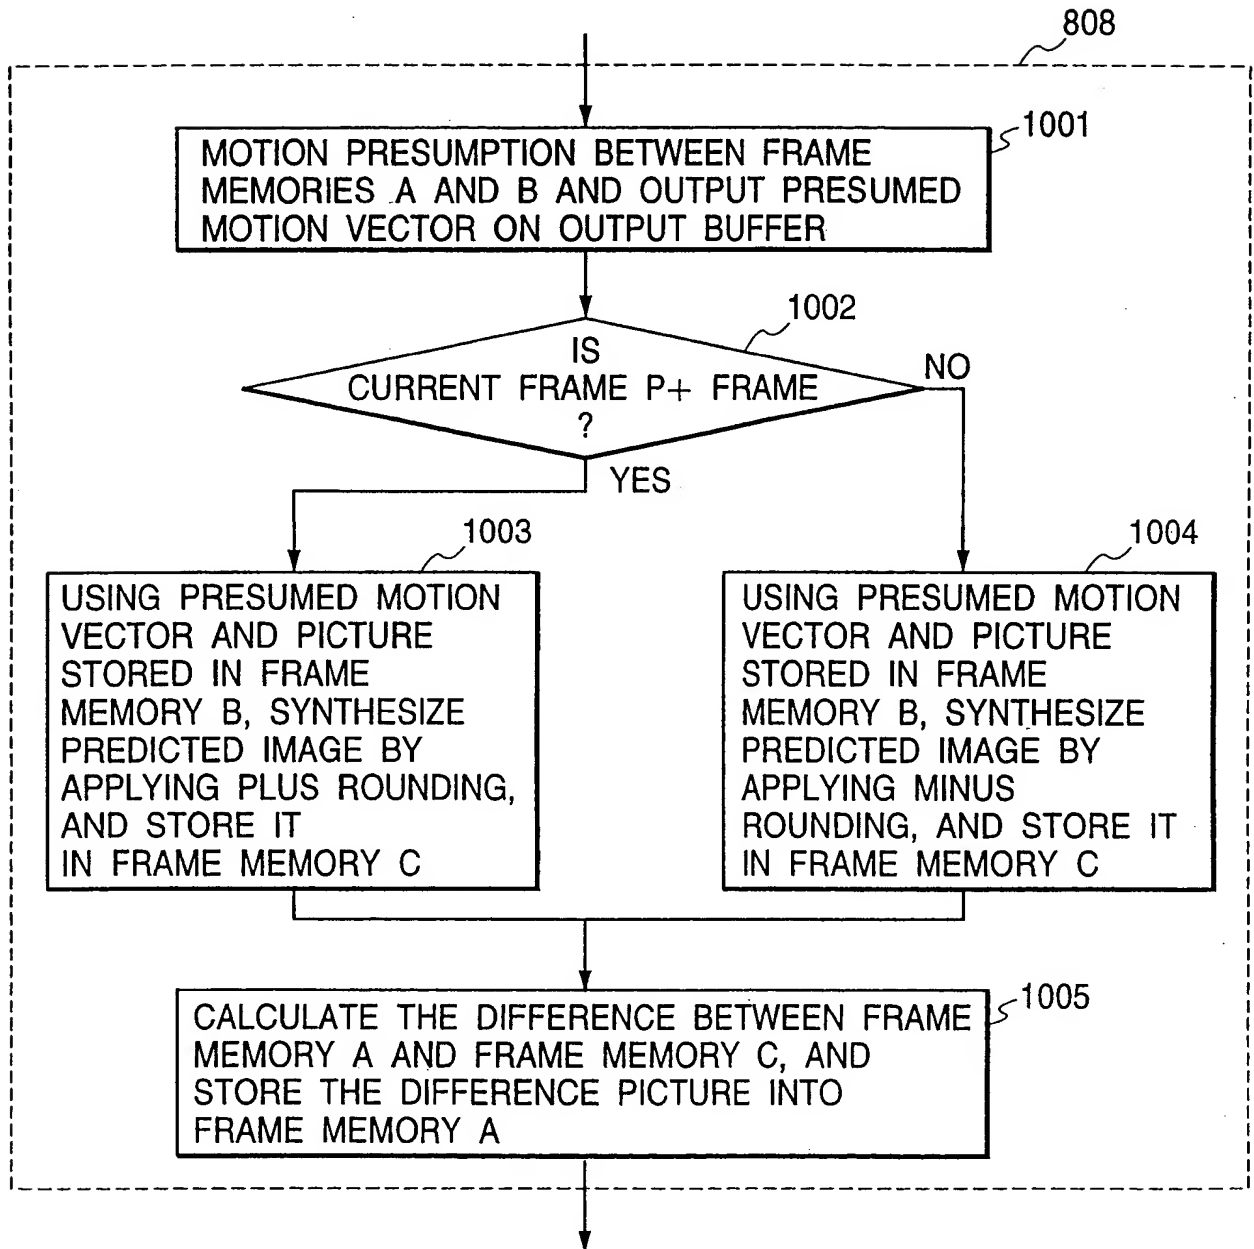 808
1001
MOTION PRESUMPTION BETWEEN FRAME
MEMORIES A AND B AND OUTPUT PRESUMED
MOTION VECTOR ON OUTPUT BUFFER
1002
IS
CURRENT FRAME P+ FRAME
?
NO
YES
1003
USING PRESUMED MOTION
VECTOR AND PICTURE
STORED IN FRAME
MEMORY B, SYNTHESIZE
PREDICTED IMAGE BY
APPLYING PLUS ROUNDING,
AND STORE IT
IN FRAME MEMORY C
1004
USING PRESUMED MOTION
VECTOR AND PICTURE
STORED IN FRAME
MEMORY B, SYNTHESIZE
PREDICTED IMAGE BY
APPLYING MINUS
ROUNDING, AND STORE IT
IN FRAME MEMORY C
1005
CALCULATE THE DIFFERENCE BETWEEN FRAME
MEMORY A AND FRAME MEMORY C, AND
STORE THE DIFFERENCE PICTURE INTO
FRAME MEMORY A